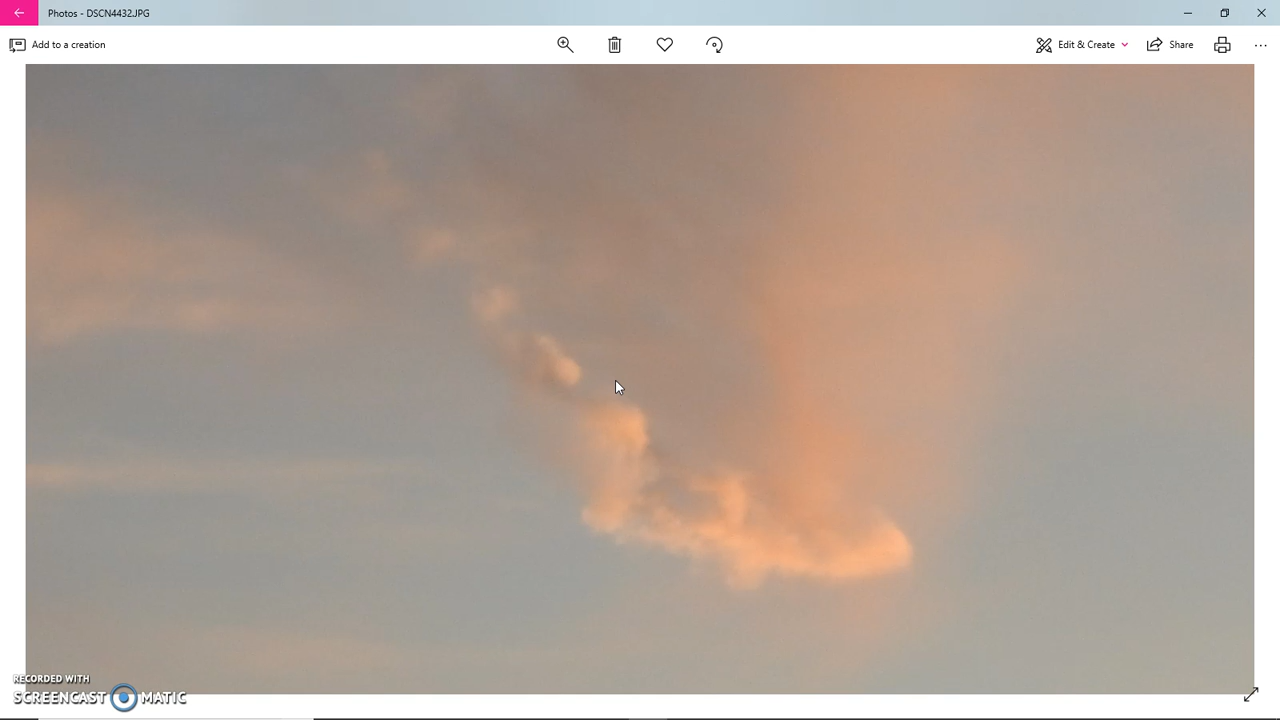 Photos - DSCN4432.JPG
Add to a creation
Edit & Create
Share
RECORDED WITH
SCREENCAST MATIC